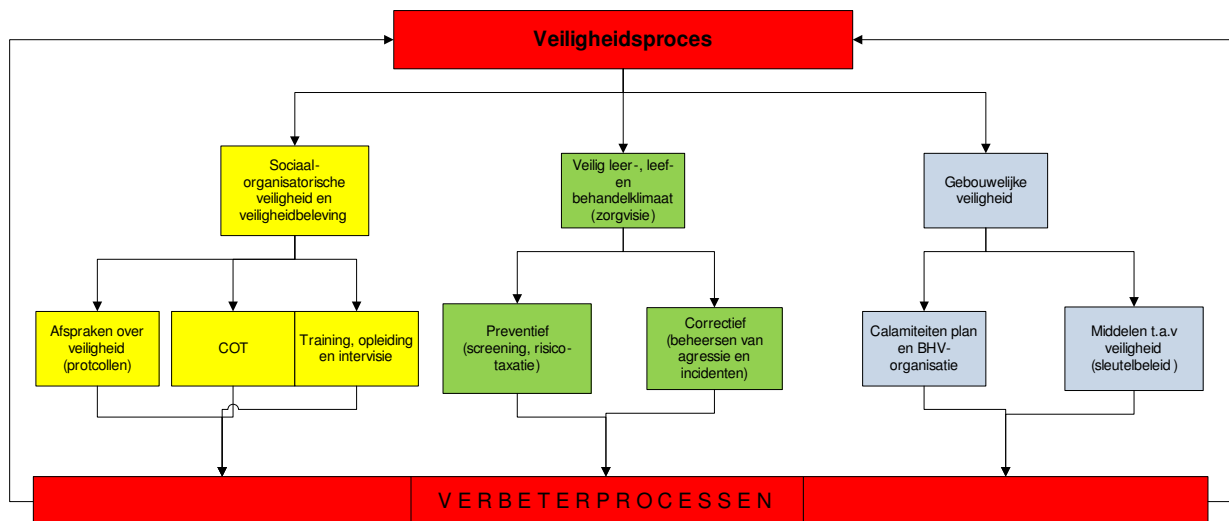 Veiligheidsproces
Sociaal-
organisatorische
veiligheid en
veiligheidbeleving
Veilig leer-, leef-
en
behandelklimaat
(zorgvisie)
Gebouwelijke
veiligheid
Afspraken over
veiligheid
(protcollen)
COT
Training, opleiding
en intervisie
Preventief
(screening, risico-
taxatie)
Correctief
(beheersen van
agressie en
incidenten)
Calamiteiten plan
en BHV-
organisatie
Middelen t.a.v
veiligheid
(sleutelbeleid )
VERBETERPROCESSEN